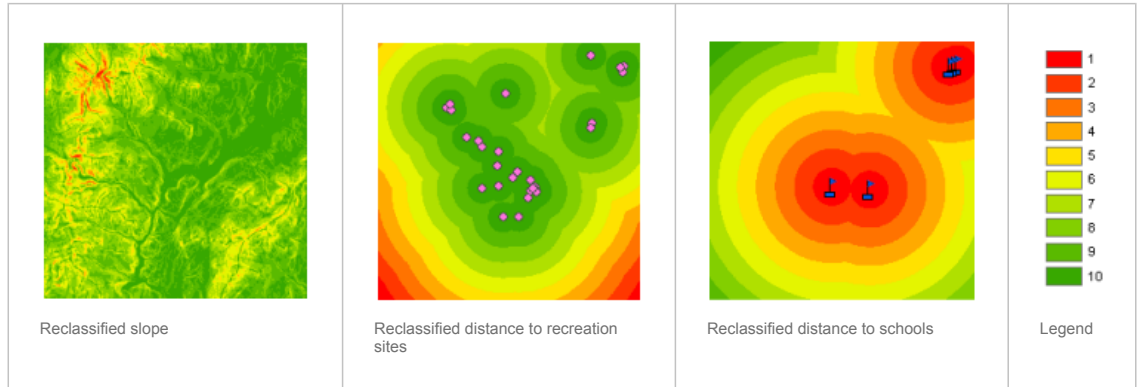 1
2
3
4
5
6
7
8
9
10
Reclassified slope
Reclassified distance to recreation
sites
Reclassified distance to schools
Legend